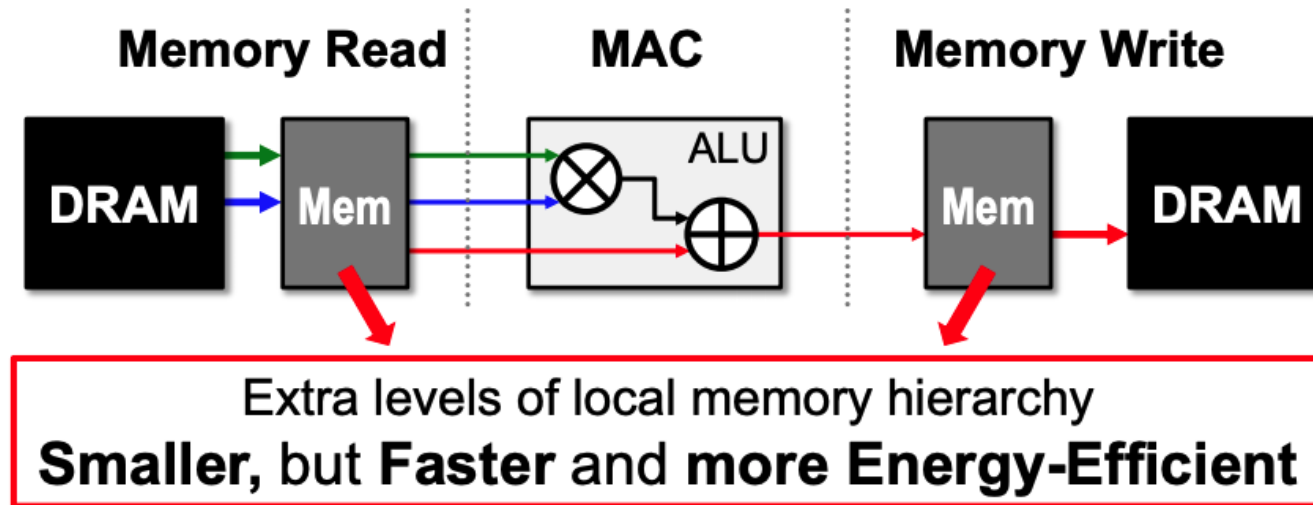 Memory Read
MAC
Memory Write
DRAM
Mem
ALU
Mem
DRAM
Extra levels of local memory hierarchy
Smaller, but Faster and more Energy-Efficient